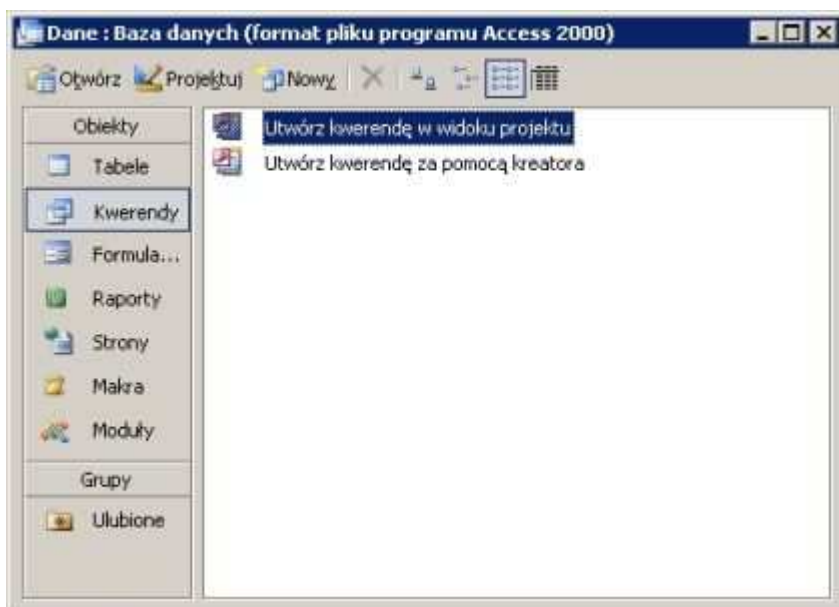 Dane : Baza danych (format pliku programu Access 2000)
Otwórz Projektuj Nowy
Obiekty
Tabele
Kwerendy
Formula...
Raporty
Strony
Makra
Moduły
Grupy
Ulubione
Utwórz kwerendę w widoku projektu
Utwórz kwerendę za pomocą kreatora